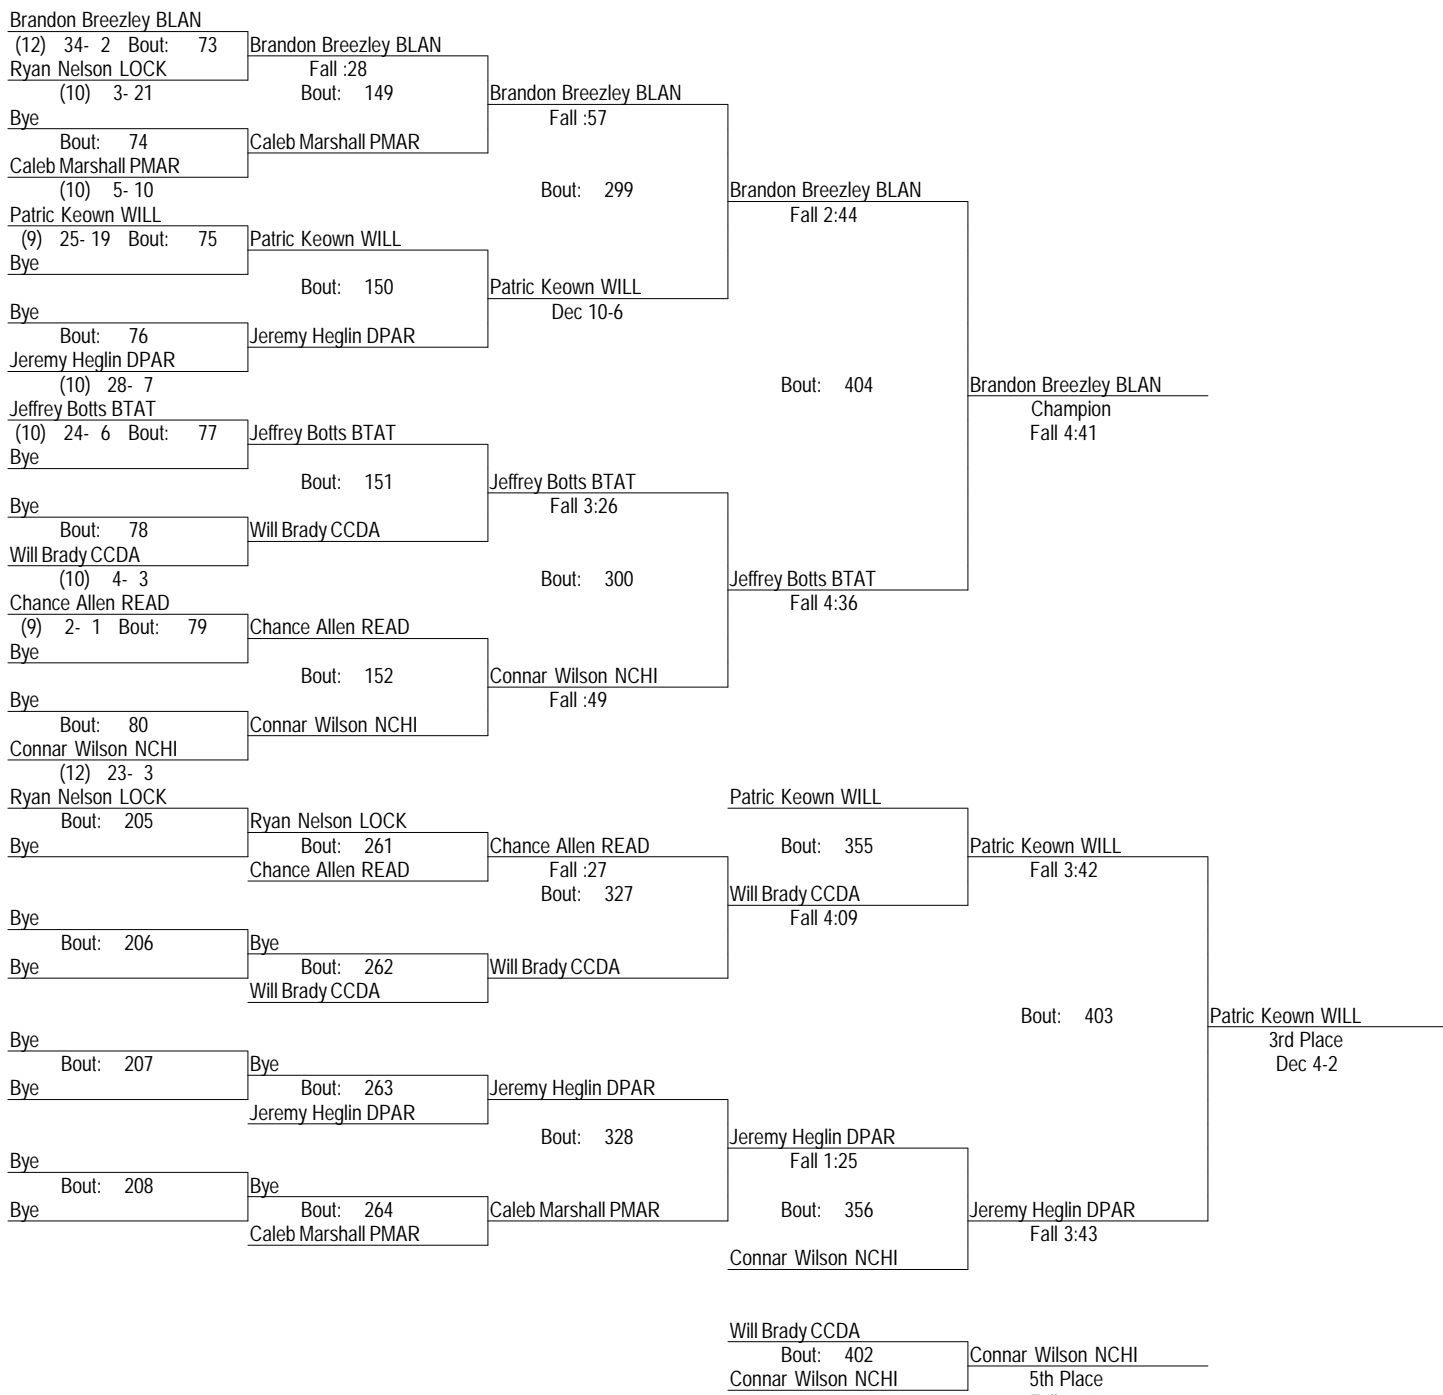 Brandon Breezley BLAN
(12) 34- 2 Bout: 73 Brandon Breezley BLAN
Ryan Nelson LOCK Fall :28
(10) 3- 21 Bout: 149 Brandon Breezley BLAN
Bye Fall :57
Bout: 74 Caleb Marshall PMAR
Caleb Marshall PMAR
(10) 5- 10 Bout: 299 Brandon Breezley BLAN
Patric Keown WILL Fall 2:44
(9) 25- 19 Bout: 75 Patric Keown WILL
Bye
Bout: 150 Patric Keown WILL
Bye Dec 10-6
Bout: 76 Jeremy Heglin DPAR
Jeremy Heglin DPAR
(10) 28- 7 Bout: 404 Brandon Breezley BLAN
Jeffrey Botts BTAT Champion
(10) 24- 6 Bout: 77 Jeffrey Botts BTAT Fall 4:41
Bye
Bout: 151 Jeffrey Botts BTAT
Bye Fall 3:26
Bout: 78 Will Brady CCDA
Will Brady CCDA
(10) 4- 3 Bout: 300 Jeffrey Botts BTAT
Chance Allen READ Fall 4:36
(9) 2- 1 Bout: 79 Chance Allen READ
Bye
Bout: 152 Connar Wilson NCHI
Bye Fall :49
Bout: 80 Connar Wilson NCHI
Connar Wilson NCHI
(12) 23- 3
Ryan Nelson LOCK Patric Keown WILL
Bout: 205 Ryan Nelson LOCK
Bye Bout: 261 Chance Allen READ Bout: 355 Patric Keown WILL
Chance Allen READ Fall :27 Fall 3:42
Bout: 327 Will Brady CCDA
Bye Fall 4:09
Bout: 206 Bye
Bye Bout: 262 Will Brady CCDA
Will Brady CCDA
Bout: 403 Patric Keown WILL
Bye 3rd Place
Bout: 207 Bye Dec 4-2
Bye Bout: 263 Jeremy Heglin DPAR
Jeremy Heglin DPAR
Bout: 328 Jeremy Heglin DPAR
Bye Fall 1:25
Bout: 208 Bye
Bye Bout: 264 Caleb Marshall PMAR Bout: 356 Jeremy Heglin DPAR
Caleb Marshall PMAR Fall 3:43
Connar Wilson NCHI
Will Brady CCDA
Bout: 402 Connar Wilson NCHI
Connar Wilson NCHI 5th Place